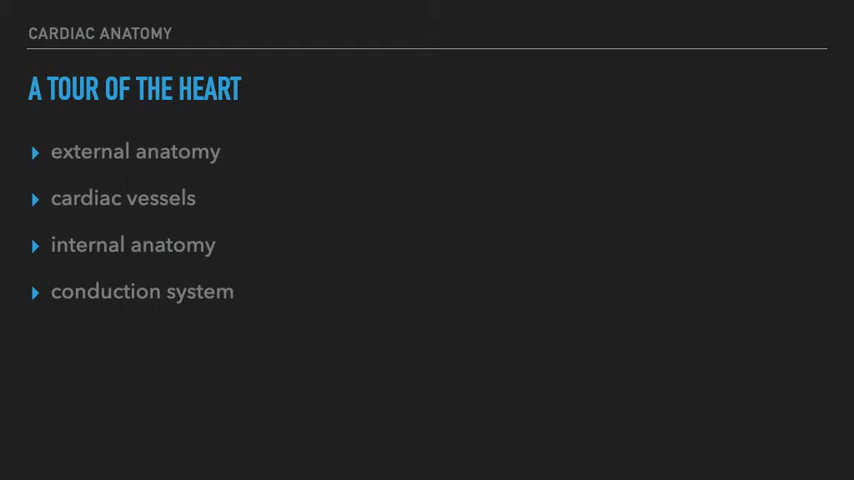 CARDIAC ANATOMY
A TOUR OF THE HEART
external anatomy
cardiac vessels
internal anatomy
conduction system